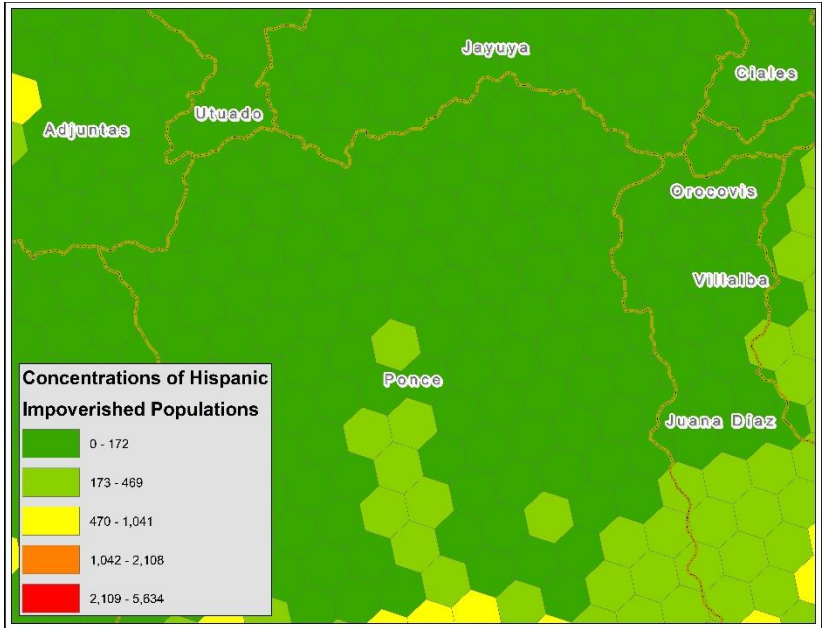 Jayuya
Ciales
Utuado
Adjuntas
Orocovis
Villalba
Ponce
Juana Díaz
Concentrations of Hispanic
Impoverished Populations
0 - 172
173 - 469
470 - 1,041
1,042 - 2,108
2,109 - 5,634